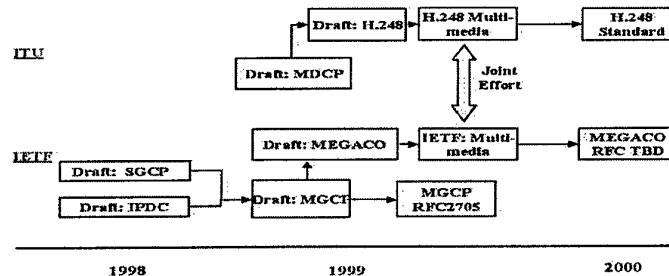 Draft: H.248
H.248 Multi-
media
H.248
Standard
ITU
Draft: MDCP
Joint
Effort
Draft: MEGACO
IETF: Multi-
media
MEGACO
RFC TBD
IETF
Draft: SGCP
Draft: IPDC
Draft: MGCP
MGCP
RFC2705
1998
1999
2000